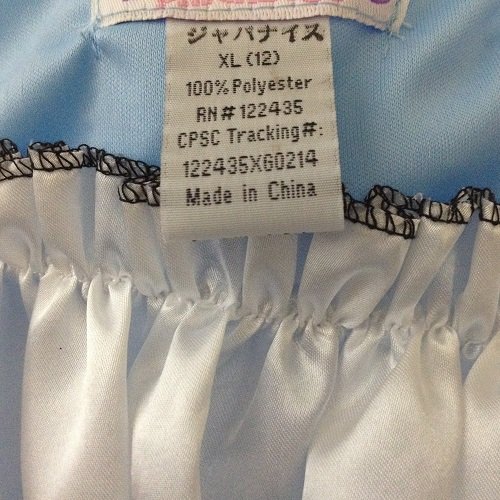 ジャパナイス
XL (12)
100% Polyester
RN# 122435
CPSC Tracking#:
122435XG0214
Made in China